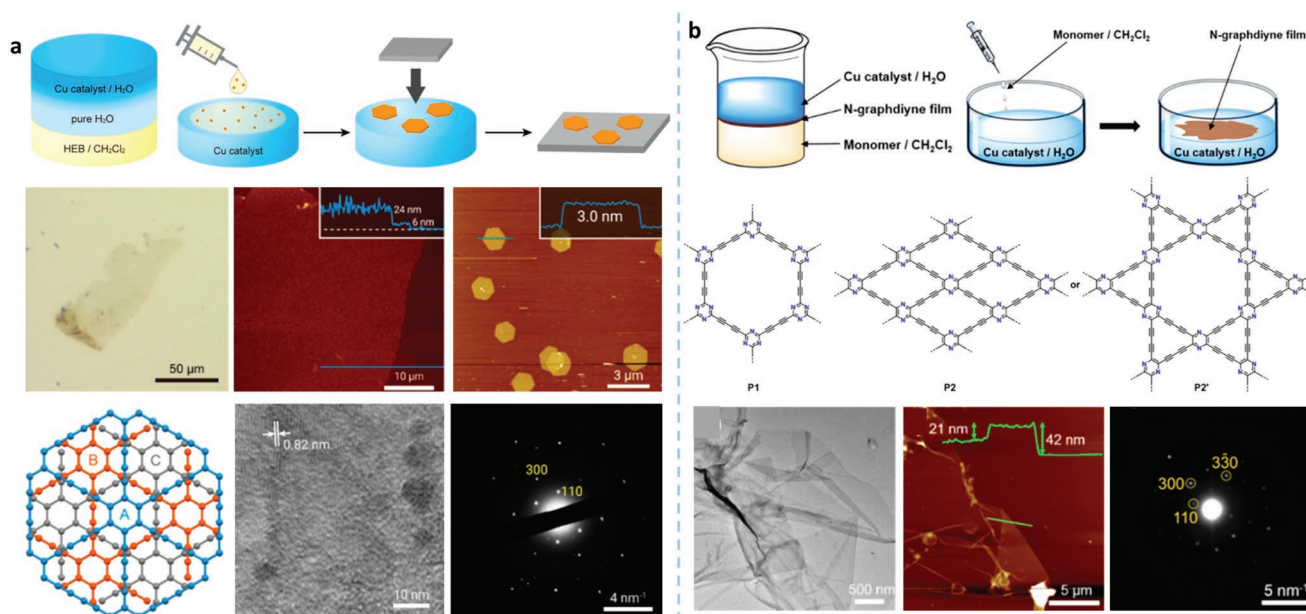 a
Cu catalyst / H₂O
pure H₂O
HEB / CH₂Cl₂
Cu catalyst
24 nm
6 nm
3.0 nm
50 µm
10 µm
3 µm
B
C
A
0.82 nm
10 nm
300
110
4 nm⁻¹
b
Cu catalyst / H₂O
N-graphdiyne film
Monomer / CH₂Cl₂
Monomer / CH₂Cl₂
N-graphdiyne film
Cu catalyst / H₂O
Cu catalyst / H₂O
or
P1
P2
P2'
500 nm
21 nm
42 nm
5 µm
300
33̄0
110
5 nm⁻¹